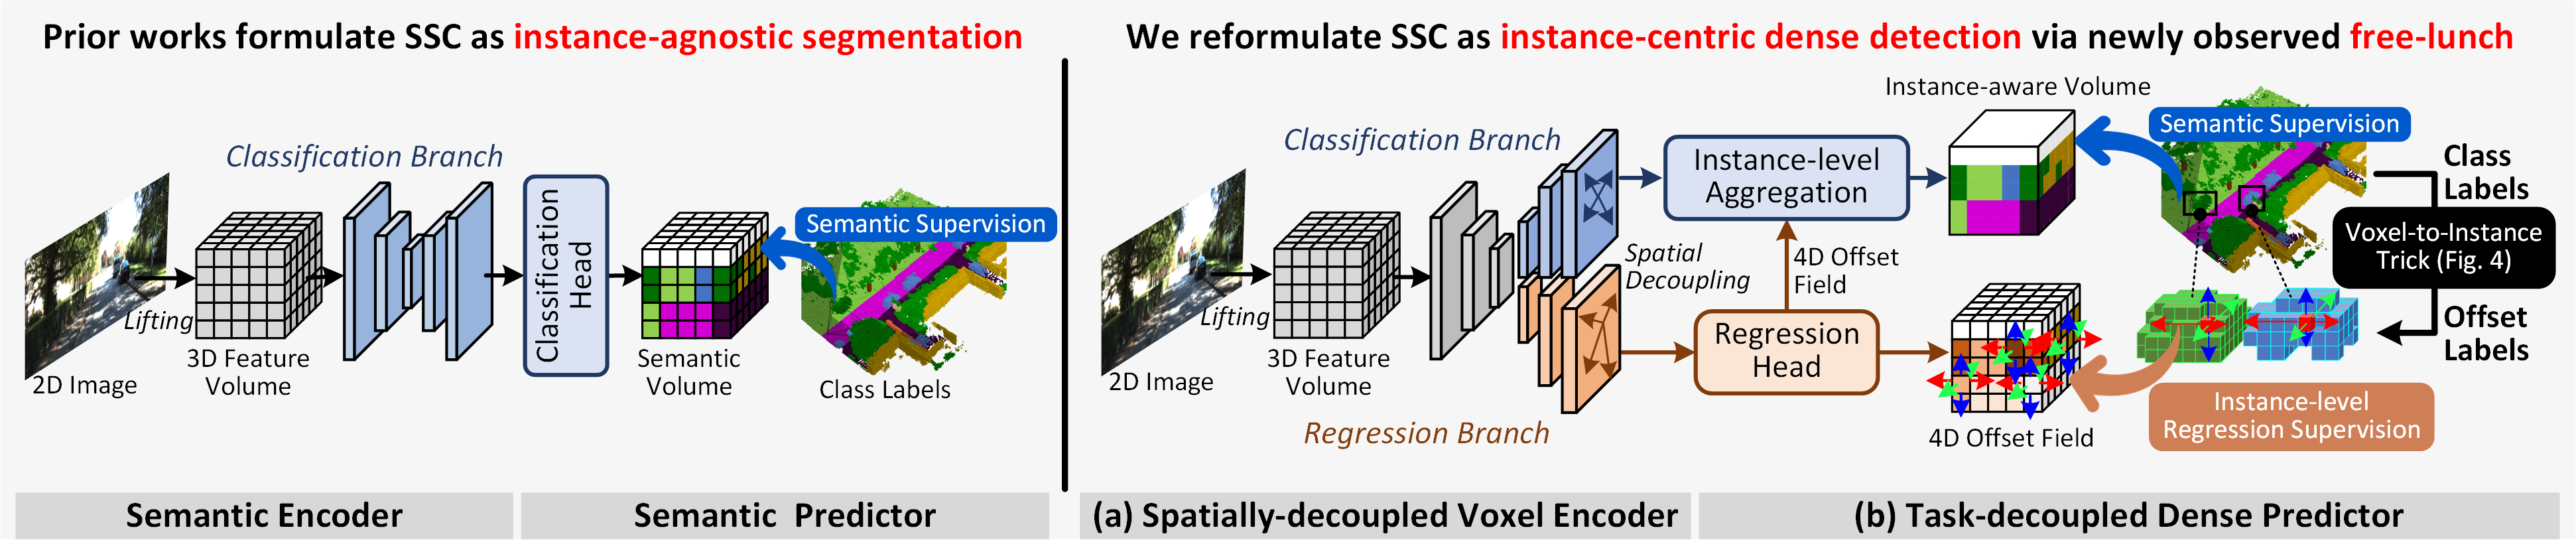 Prior works formulate SSC as instance-agnostic segmentation
Classification Branch
2D Image
Lifting
3D Feature
Volume
Classification
Head
Semantic
Volume
Semantic Supervision
Class Labels
Semantic Encoder
Semantic Predictor
We reformulate SSC as instance-centric dense detection via newly observed free-lunch
Classification Branch
2D Image
Lifting
3D Feature
Volume
Regression Branch
Spatial
Decoupling
Instance-level
Aggregation
4D Offset
Field
Regression
Head
Instance-aware Volume
4D Offset Field
Semantic Supervision
Class
Labels
Voxel-to-Instance
Trick (Fig. 4)
Offset
Labels
Instance-level
Regression Supervision
(a) Spatially-decoupled Voxel Encoder
(b) Task-decoupled Dense Predictor